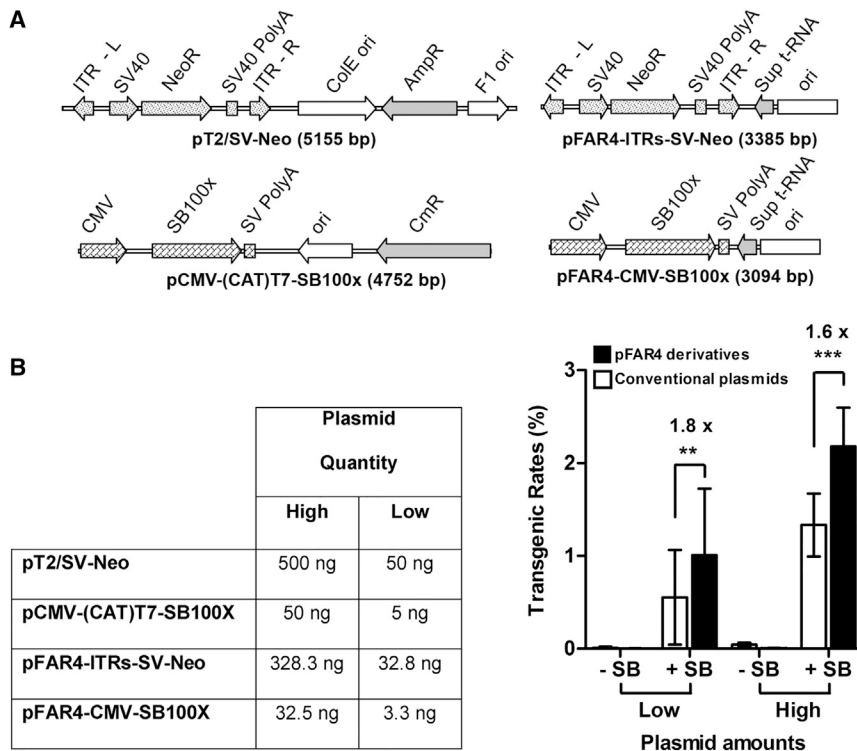 A
ITR - L
SV40
NeoR
SV40 PolyA
ITR - R
ColE ori
AmpR
F1 ori
pT2/SV-Neo (5155 bp)
ITR - L
SV40
NeoR
SV40 PolyA
ITR - R
Sup t-RNA
ori
pFAR4-ITRs-SV-Neo (3385 bp)
CMV
SB100x
SV PolyA
ori
CmR
pCMV-(CAT)T7-SB100x (4752 bp)
CMV
SB100x
SV PolyA
Sup t-RNA
ori
pFAR4-CMV-SB100x (3094 bp)
B
Plasmid
Quantity
High Low
pT2/SV-Neo 500 ng 50 ng
pCMV-(CAT)T7-SB100X 50 ng 5 ng
pFAR4-ITRs-SV-Neo 328.3 ng 32.8 ng
pFAR4-CMV-SB100X 32.5 ng 3.3 ng
pFAR4 derivatives
Conventional plasmids
1.6 x
***
1.8 x
**
Transgenic Rates (%)
3
2
1
0
- SB + SB - SB + SB
Low High
Plasmid amounts